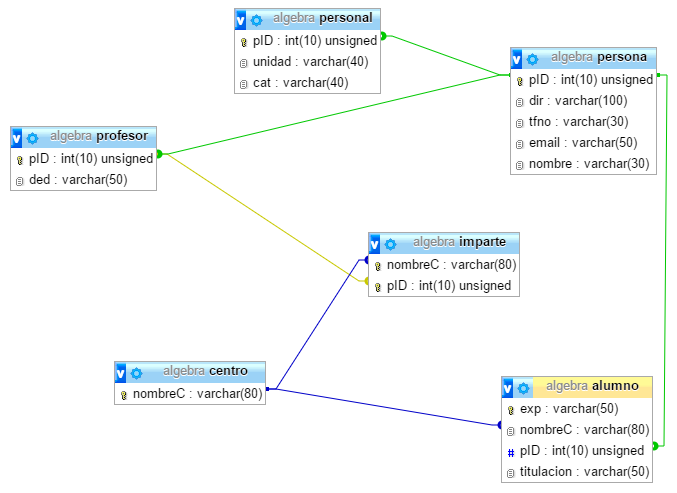 algebra personal
pID : int(10) unsigned
unidad : varchar(40)
cat : varchar(40)
algebra persona
pID : int(10) unsigned
dir : varchar(100)
tfno : varchar(30)
email : varchar(50)
nombre : varchar(30)
algebra profesor
pID : int(10) unsigned
ded : varchar(50)
algebra imparte
nombreC : varchar(80)
pID : int(10) unsigned
algebra centro
nombreC : varchar(80)
algebra alumno
exp : varchar(50)
nombreC : varchar(80)
# pID : int(10) unsigned
titulacion : varchar(50)